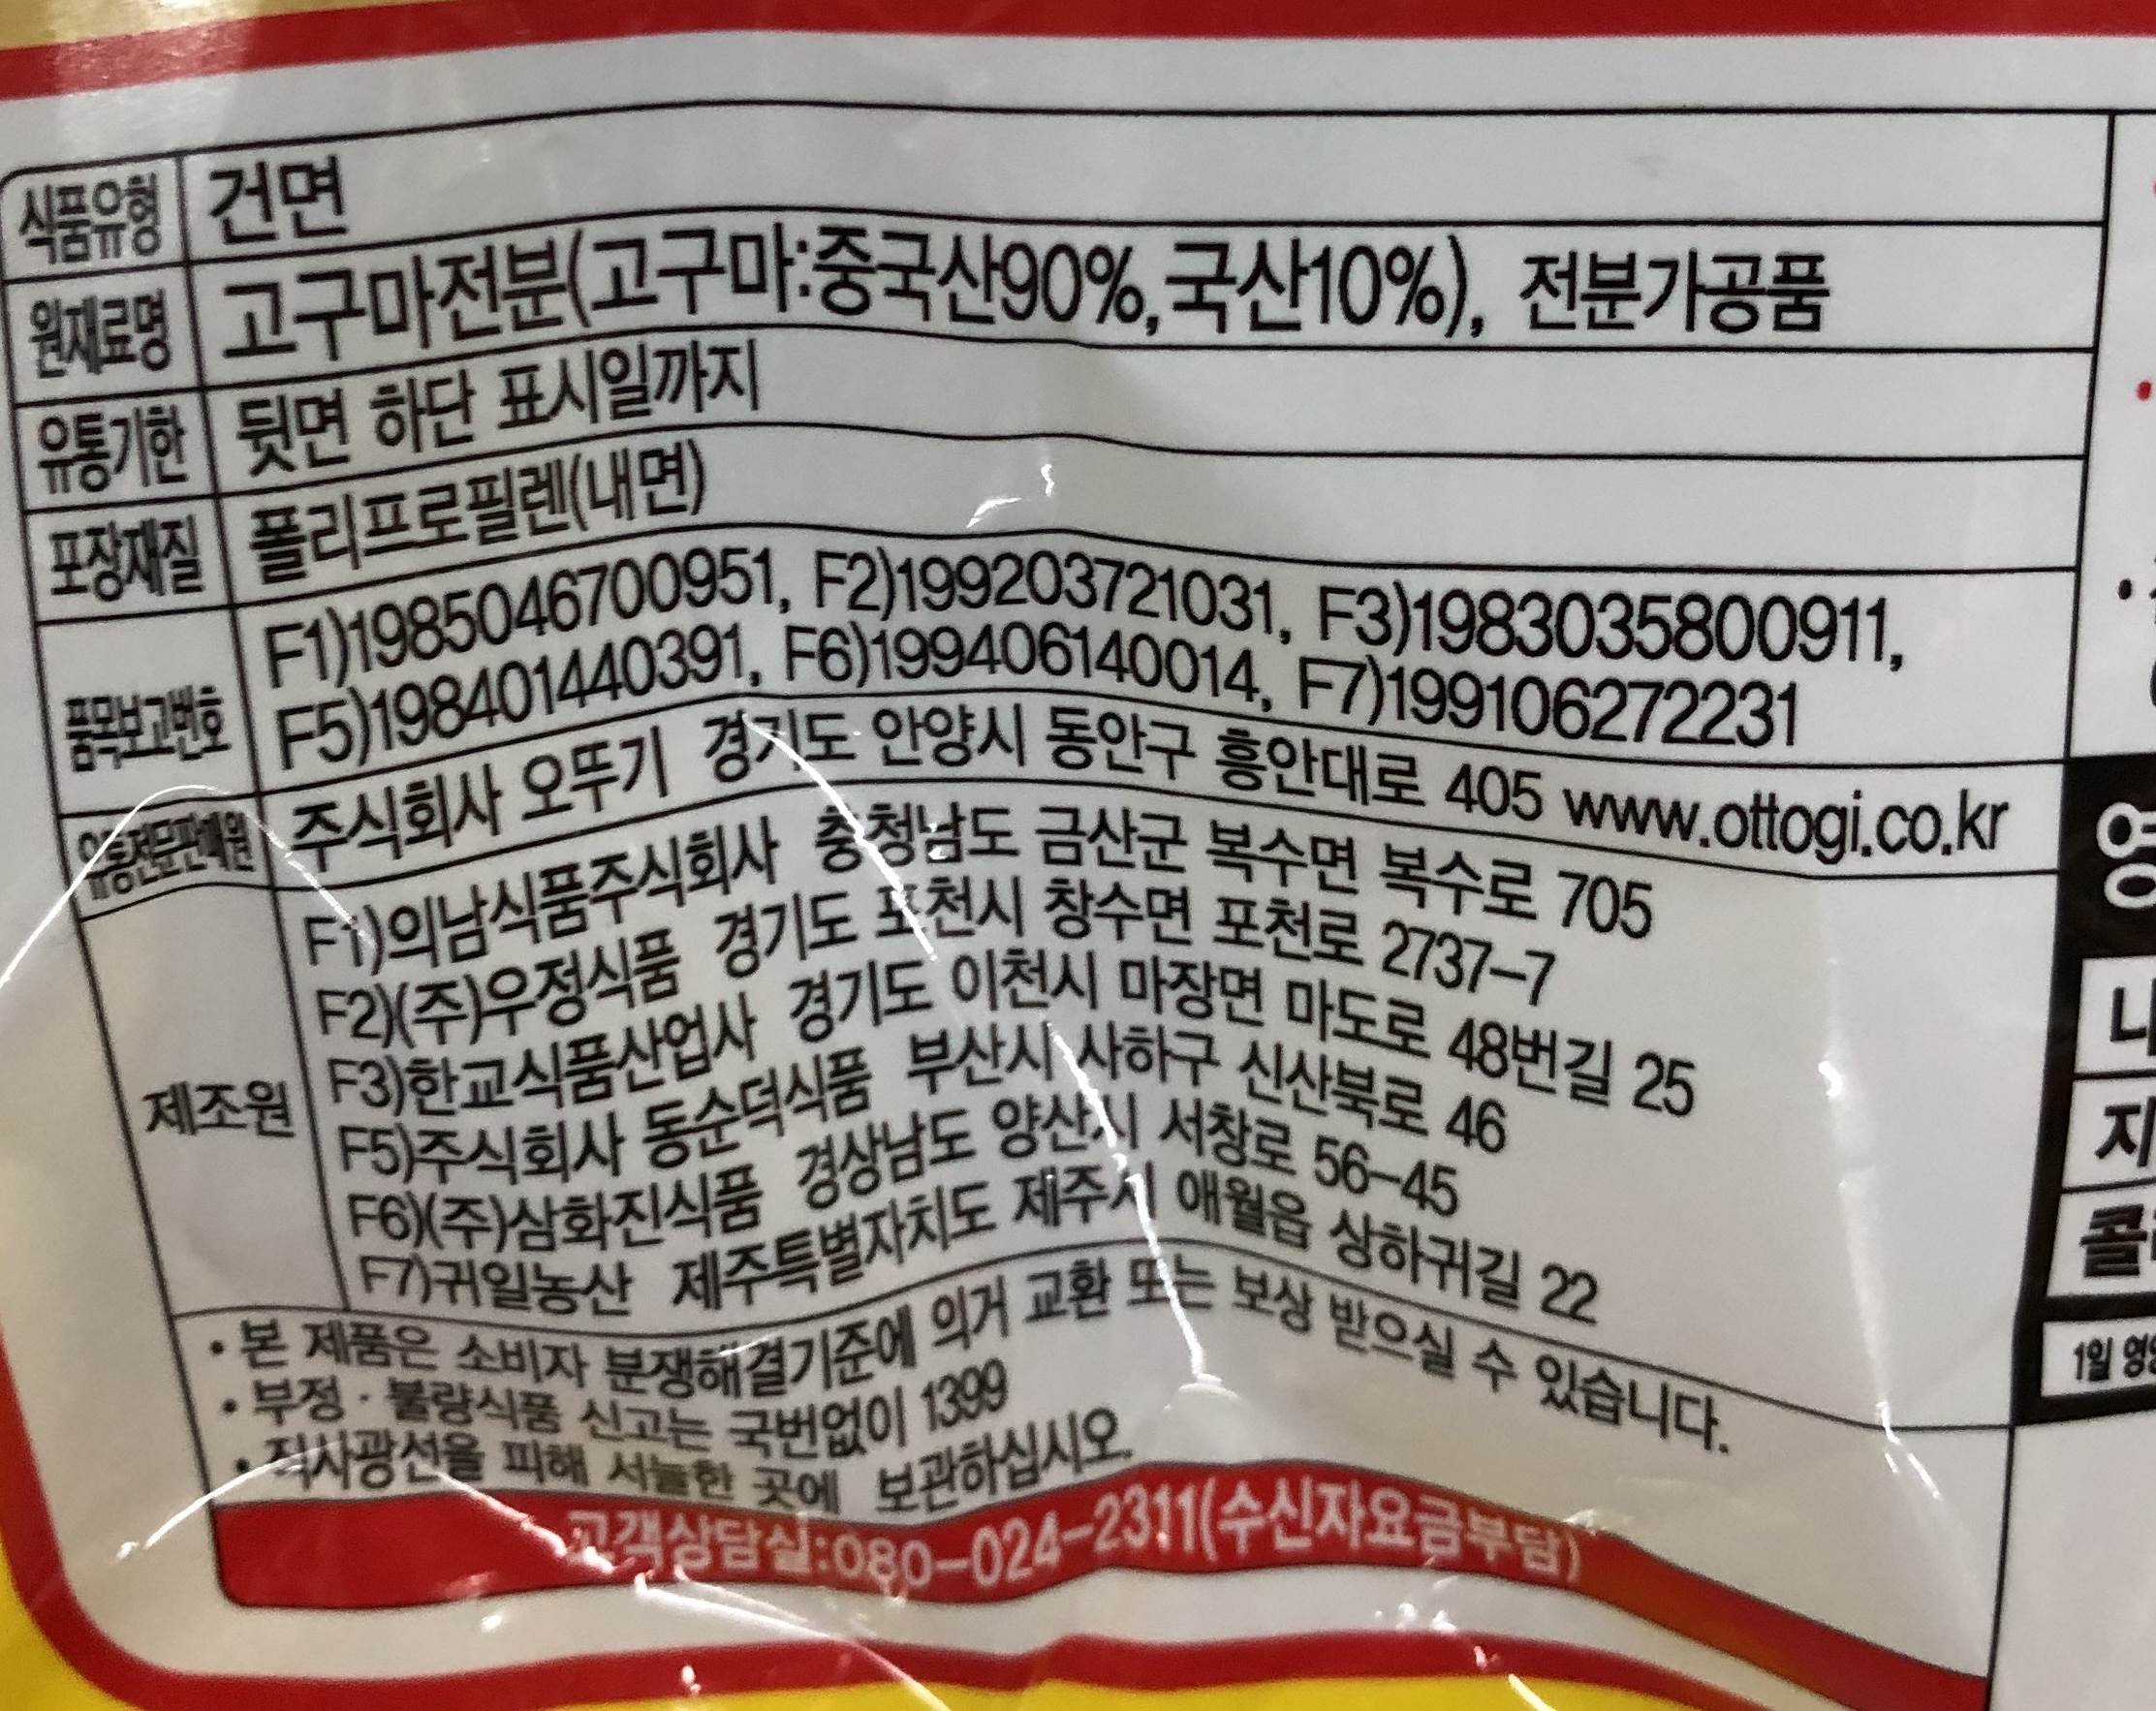 식품유형 건면
원재료명 고구마전분(고구마:중국산90%,국산10%), 전분가공품
유통기한 뒷면 하단 표시일까지
포장재질 폴리프로필렌(내면)
품목보고번호 F1)1985046700951, F2)199203721031, F3)1983035800911,
F5)198401440391, F6)199406140014, F7)199106272231
유통전문판매원 주식회사 오뚜기 경기도 안양시 동안구 흥안대로 405 www.ottogi.co.kr
제조원 F1)의남식품주식회사 충청남도 금산군 복수면 복수로 705
F2)(주)우정식품 경기도 포천시 창수면 포천로 2737-7
F3)한교식품산업사 경기도 이천시 마장면 마도로 48번길 25
F5)주식회사 동순덕식품 부산시 사하구 신산북로 46
F6)(주)삼화진식품 경상남도 양산시 서창로 56-45
F7)귀일농산 제주특별자치도 제주시 애월읍 상하귀길 22
• 본 제품은 소비자 분쟁해결기준에 의거 교환 또는 보상 받으실 수 있습니다.
• 부정 · 불량식품 신고는 국번없이 1399
• 직사광선을 피해 서늘한 곳에 보관하십시오.
고객상담실:080-024-2311(수신자요금부담)
영
나
지
콜
1일 영